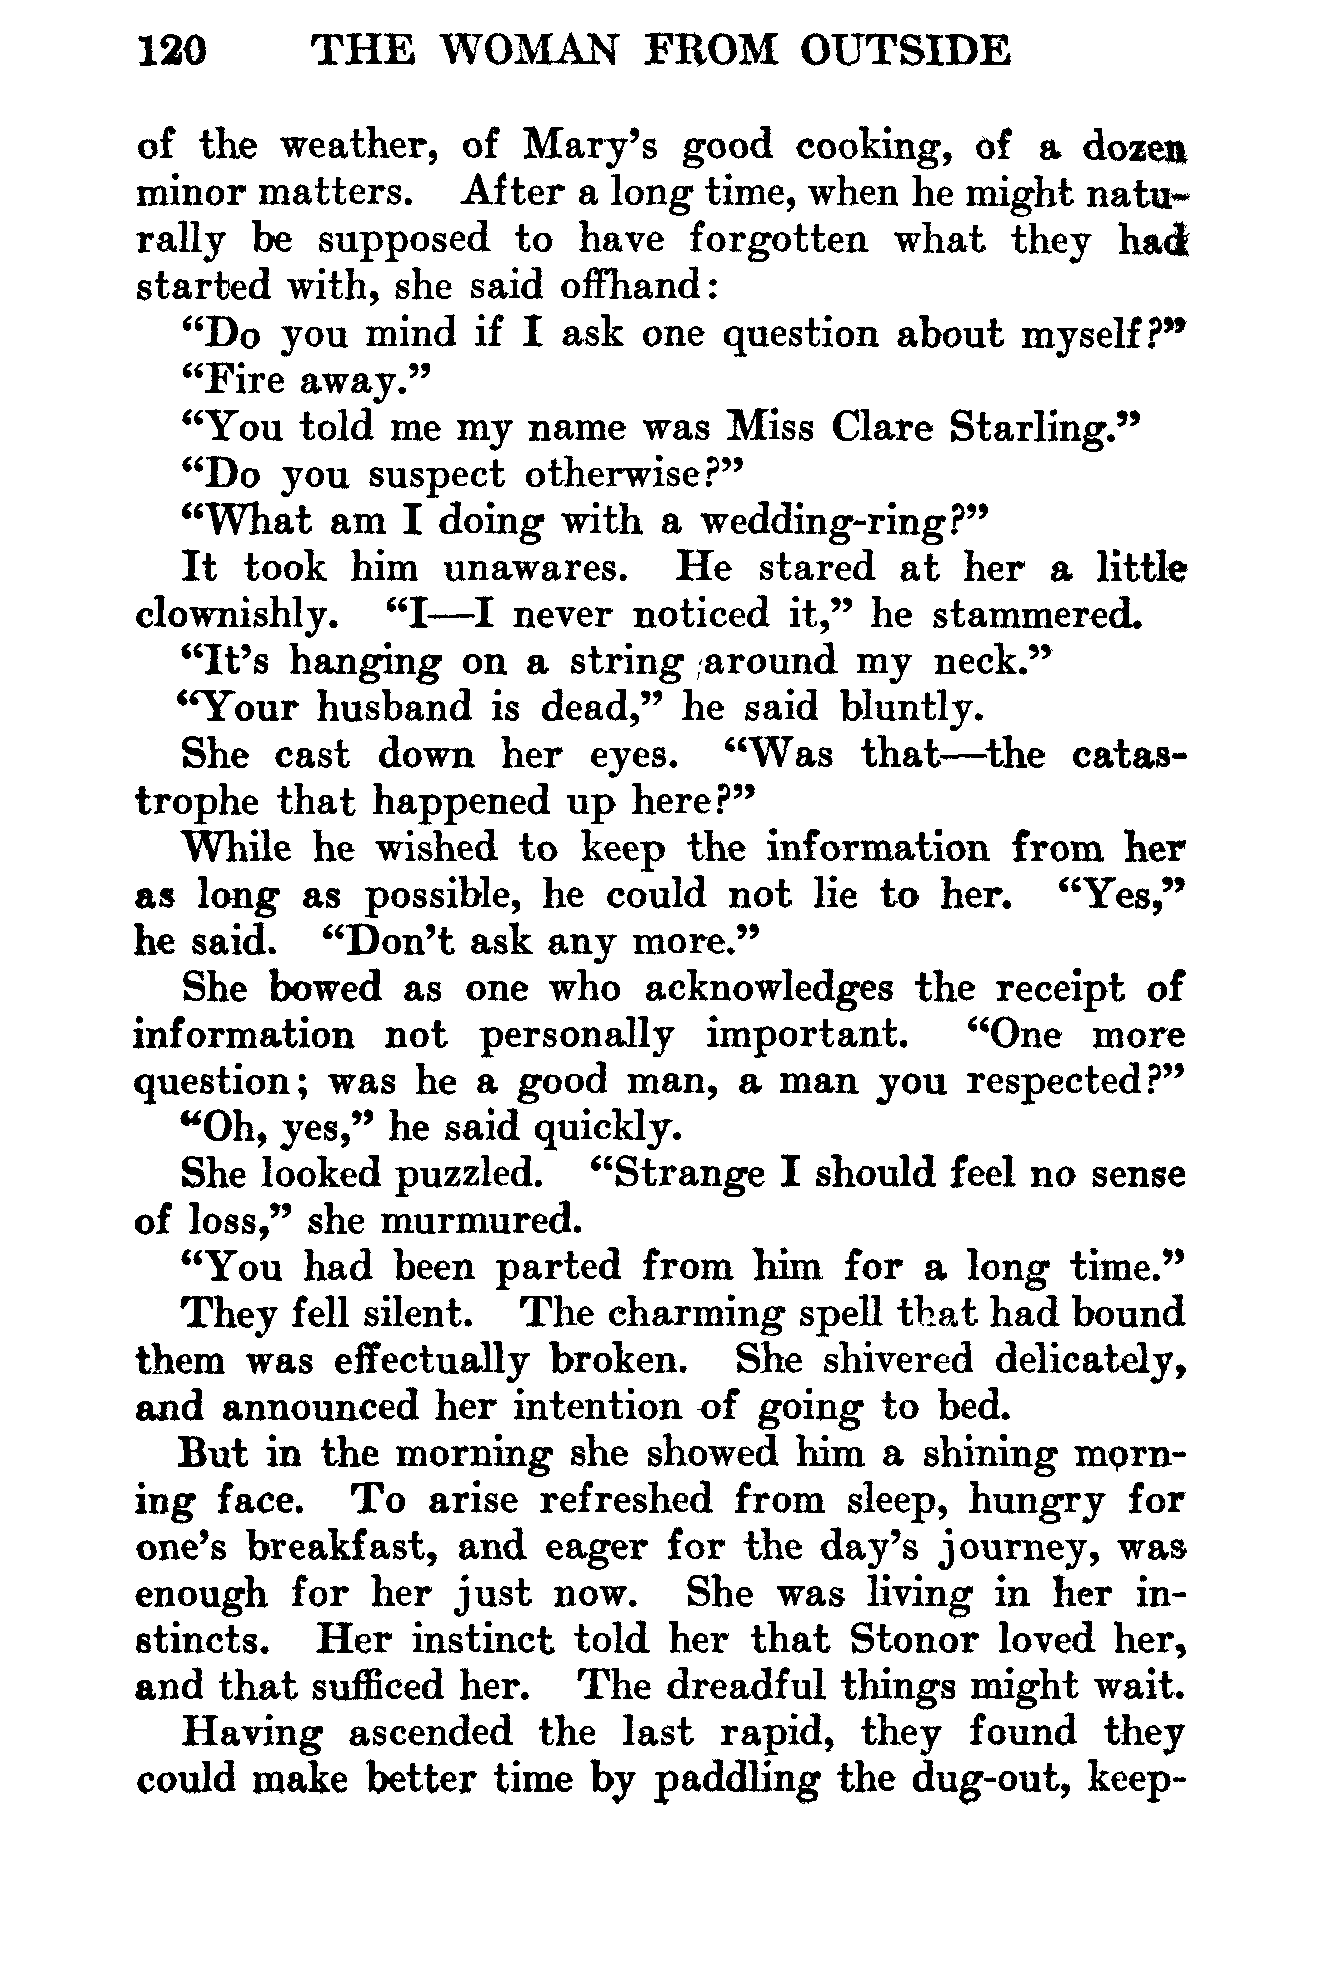 120 THE WOMAN FROM OUTSIDE
of the weather, of Mary's good cooking, of a dozen
minor matters. After a long time, when he might natu-
rally be supposed to have forgotten what they had
started with, she said offhand:
"Do you mind if I ask one question about myself?"
"Fire away."
"You told me my name was Miss Clare Starling."
"Do you suspect otherwise?"
"What am I doing with a wedding-ring?"
It took him unawares. He stared at her a little
clownishly. "I—I never noticed it," he stammered.
"It's hanging on a string around my neck."
"Your husband is dead," he said bluntly.
She cast down her eyes. "Was that—the catas-
trophe that happened up here?"
While he wished to keep the information from her
as long as possible, he could not lie to her. "Yes,"
he said. "Don't ask any more."
She bowed as one who acknowledges the receipt of
information not personally important. "One more
question; was he a good man, a man you respected?"
"Oh, yes," he said quickly.
She looked puzzled. "Strange I should feel no sense
of loss," she murmured.
"You had been parted from him for a long time."
They fell silent. The charming spell that had bound
them was effectually broken. She shivered delicately,
and announced her intention of going to bed.
But in the morning she showed him a shining morn-
ing face. To arise refreshed from sleep, hungry for
one's breakfast, and eager for the day's journey, was
enough for her just now. She was living in her in-
stincts. Her instinct told her that Stonor loved her,
and that sufficed her. The dreadful things might wait.
Having ascended the last rapid, they found they
could make better time by paddling the dug-out, keep-